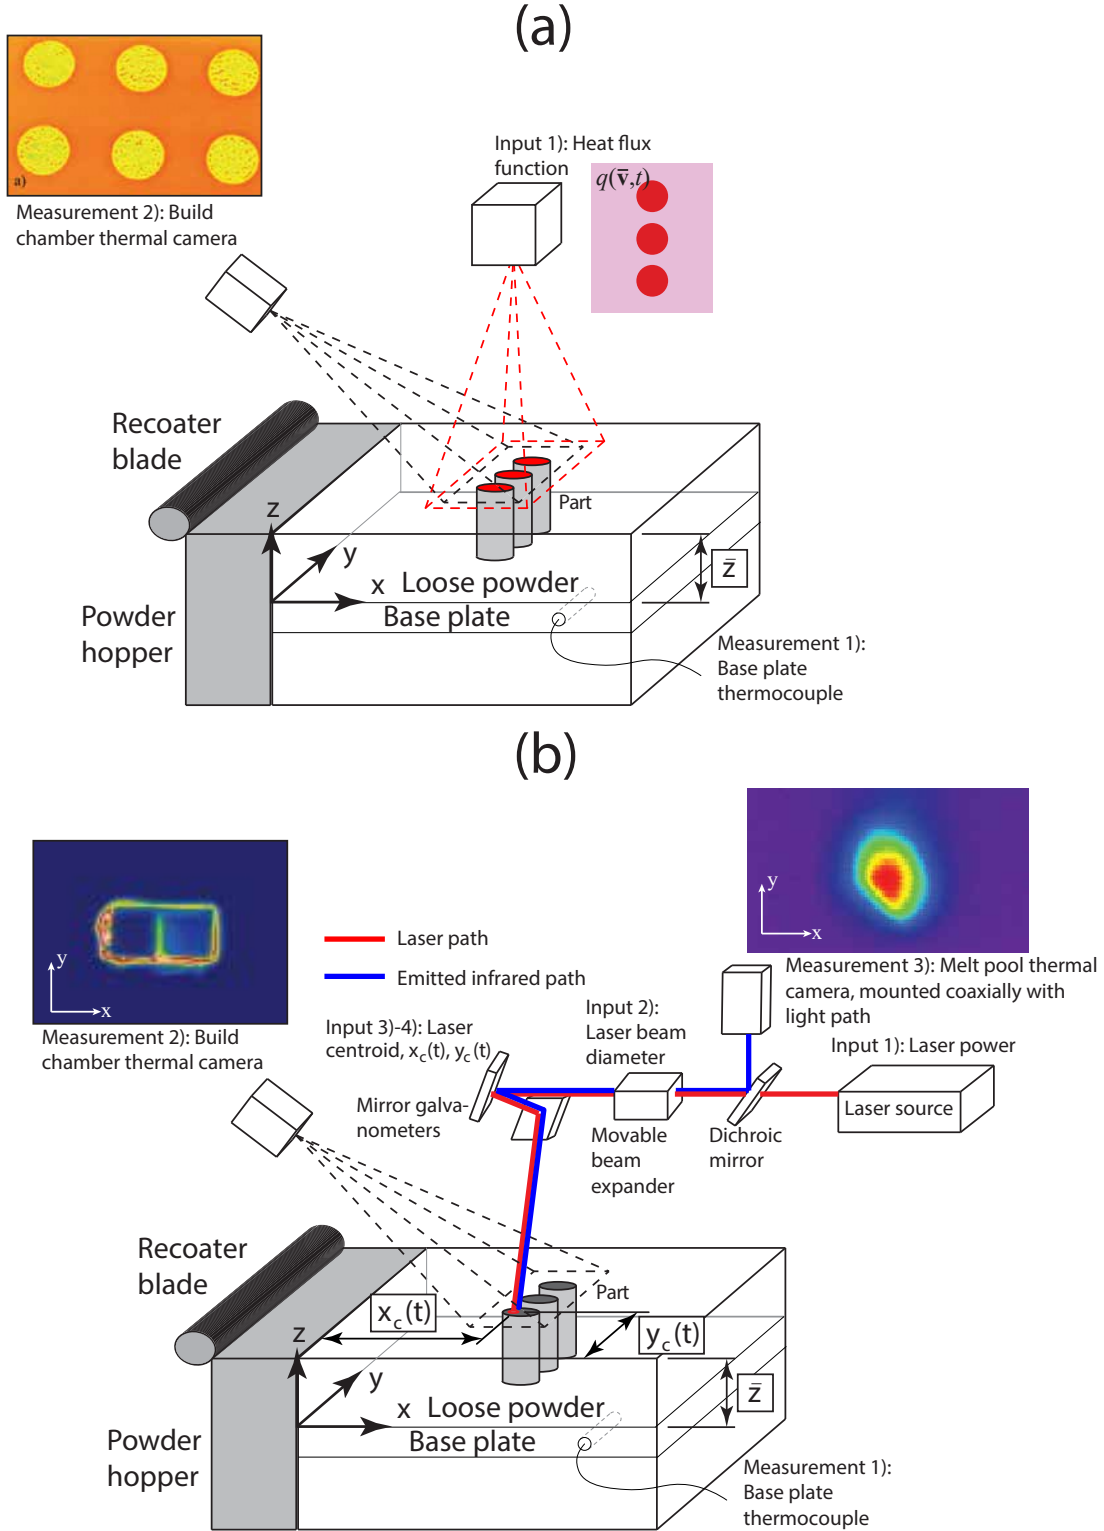 (a)
a)
Measurement 2): Build
chamber thermal camera
Input 1): Heat flux
function
q(v̄,t)
Recoater
blade
Part
z
y
x
Loose powder
z̄
Base plate
Powder
hopper
Measurement 1):
Base plate
thermocouple
(b)
y
x
Measurement 2): Build
chamber thermal camera
Laser path
Emitted infrared path
y
x
Measurement 3): Melt pool thermal
camera, mounted coaxially with
light path
Input 3)-4): Laser
centroid, x_c(t), y_c(t)
Input 2):
Laser beam
diameter
Input 1): Laser power
Mirror galva-
nometers
Movable
beam
expander
Dichroic
mirror
Laser source
Recoater
blade
Part
x_c(t)
y_c(t)
z
y
x
Loose powder
z̄
Base plate
Powder
hopper
Measurement 1):
Base plate
thermocouple